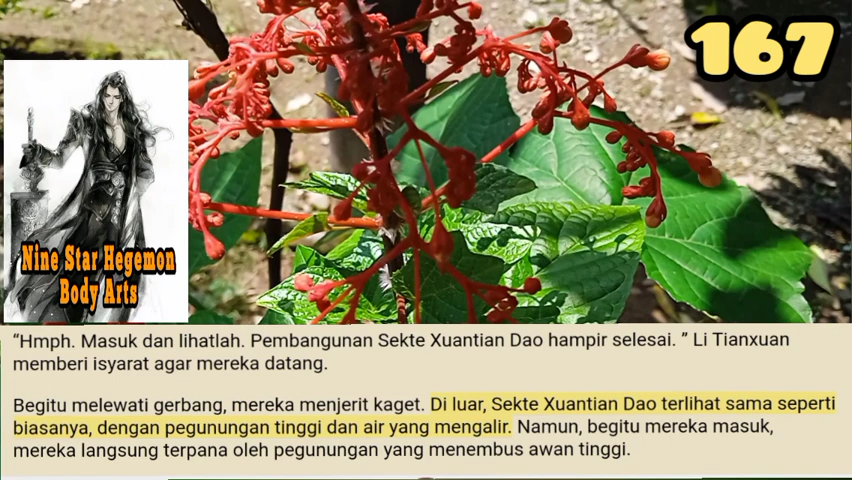 167
Nine Star Hegemon
Body Arts
“Hmph. Masuk dan lihatlah. Pembangunan Sekte Xuantian Dao hampir selesai. ” Li Tianxuan
memberi isyarat agar mereka datang.
Begitu melewati gerbang, mereka menjerit kaget. Di luar, Sekte Xuantian Dao terlihat sama seperti
biasanya, dengan pegunungan tinggi dan air yang mengalir. Namun, begitu mereka masuk,
mereka langsung terpana oleh pegunungan yang menembus awan tinggi.